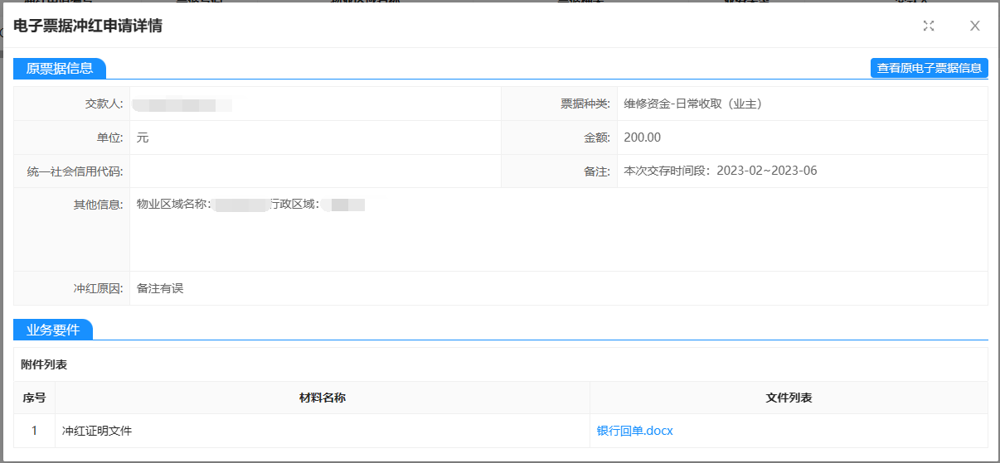 电子票据冲红申请详情
原票据信息
查看原电子票据信息
交款人:
票据种类: 维修资金-日常收取（业主）
单位: 元
金额: 200.00
统一社会信用代码:
备注: 本次交存时间段：2023-02~2023-06
其他信息: 物业区域名称: 行政区域:
冲红原因: 备注有误
业务要件
附件列表
序号 材料名称 文件列表
1 冲红证明文件 银行回单.docx